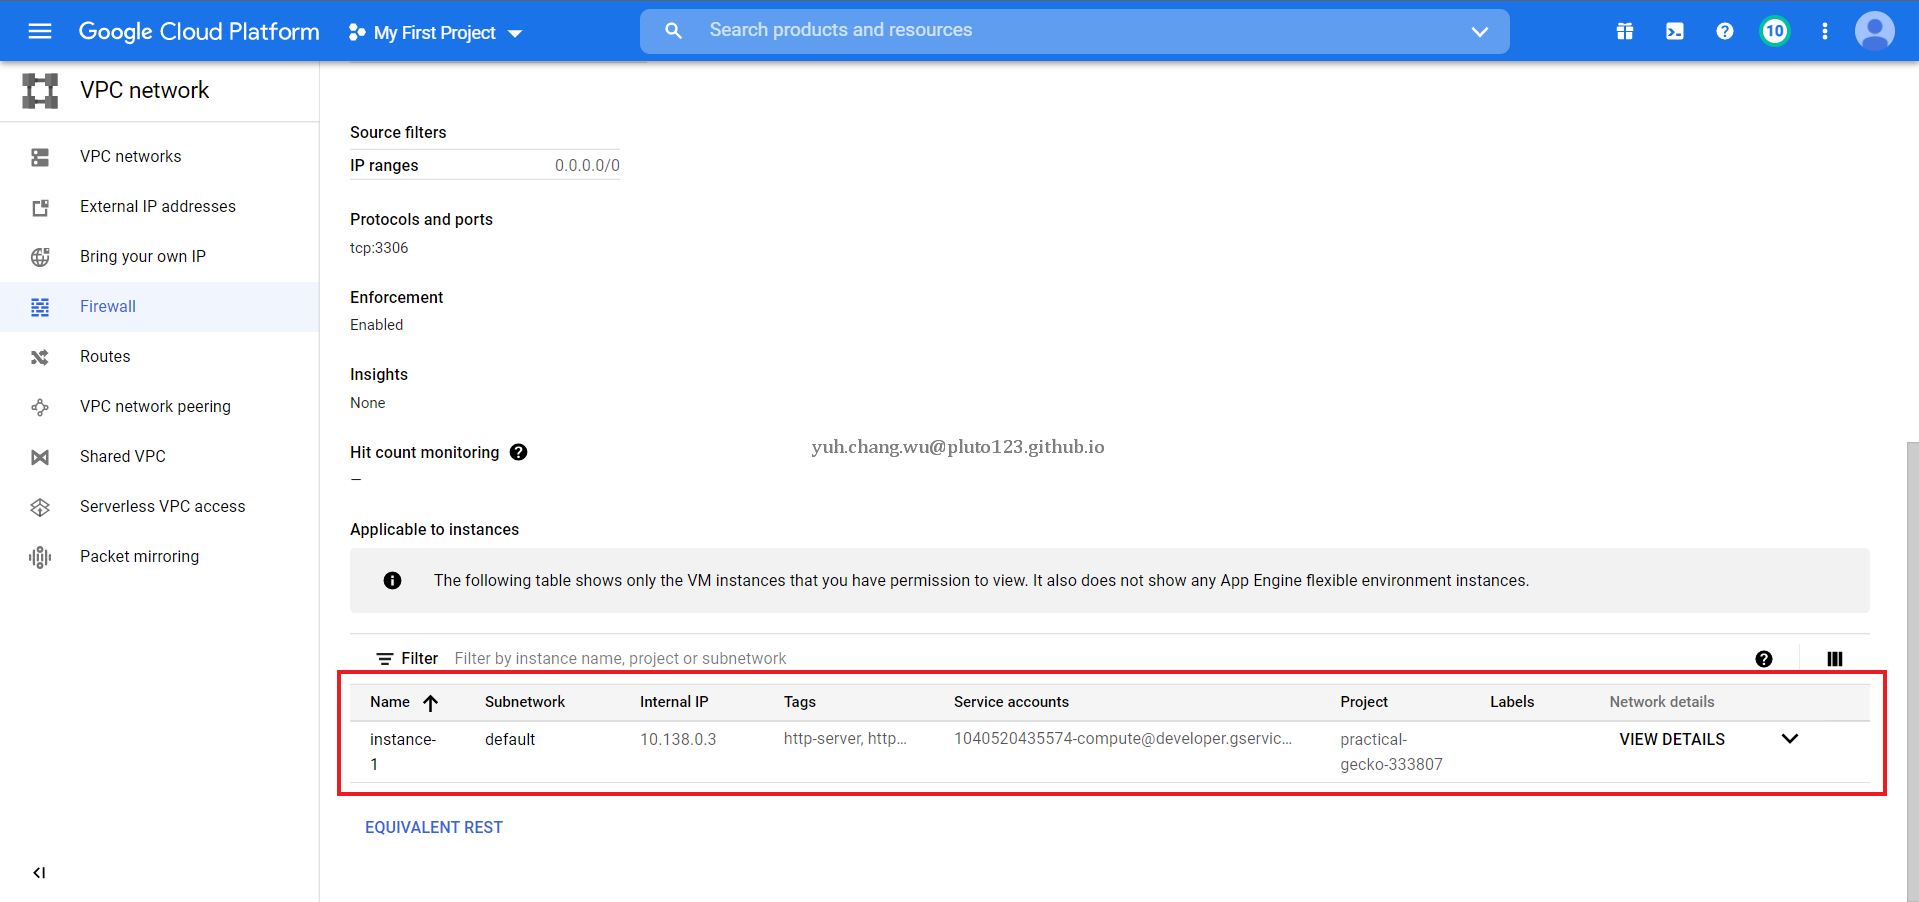 Google Cloud Platform
My First Project
Search products and resources
10
VPC network
VPC networks
External IP addresses
Bring your own IP
Firewall
Routes
VPC network peering
Shared VPC
Serverless VPC access
Packet mirroring
Source filters
IP ranges 0.0.0.0/0
Protocols and ports
tcp:3306
Enforcement
Enabled
Insights
None
Hit count monitoring
—
yuh.chang.wu@pluto123.github.io
Applicable to instances
The following table shows only the VM instances that you have permission to view. It also does not show any App Engine flexible environment instances.
Filter Filter by instance name, project or subnetwork
Name Subnetwork Internal IP Tags Service accounts Project Labels Network details
instance- default 10.138.0.3 http-server, http... 1040520435574-compute@developer.gservic... practical- VIEW DETAILS
1 gecko-333807
EQUIVALENT REST